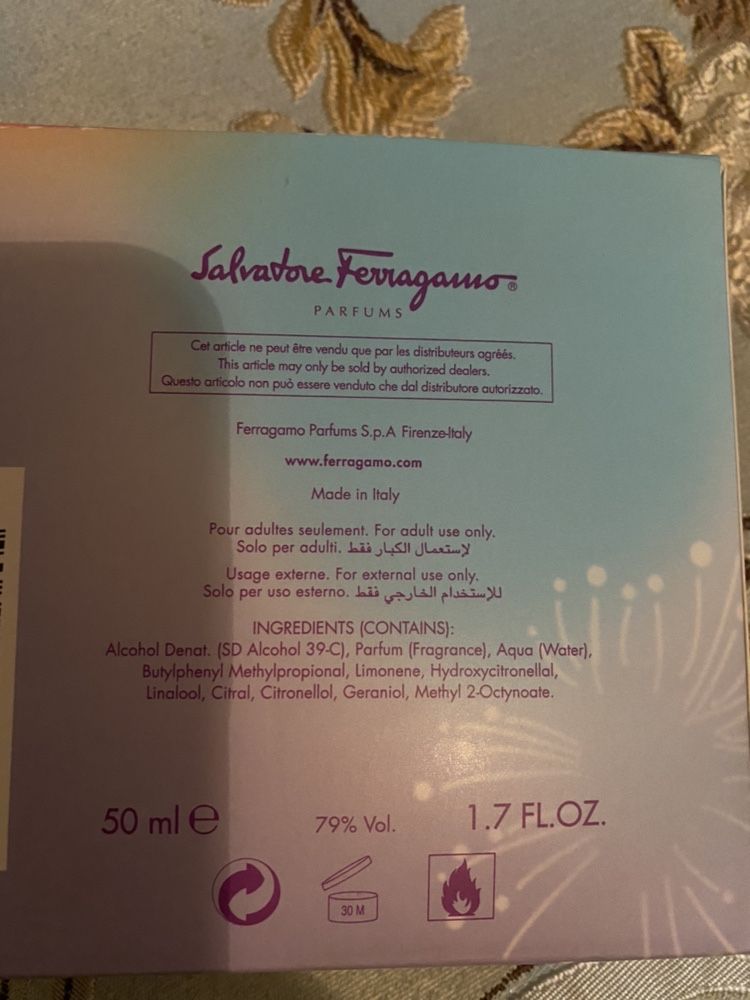 Salvatore Ferragamo®
PARFUMS
Cet article ne peut être vendu que par les distributeurs agréés.
This article may only be sold by authorized dealers.
Questo articolo non può essere venduto che dal distributore autorizzato.
Ferragamo Parfums S.p.A Firenze-Italy
www.ferragamo.com
Made in Italy
Pour adultes seulement. For adult use only.
Solo per adulti. لإستعمال الكبار فقط
Usage externe. For external use only.
Solo per uso esterno. للإستخدام الخارجي فقط
INGREDIENTS (CONTAINS):
Alcohol Denat. (SD Alcohol 39-C), Parfum (Fragrance), Aqua (Water),
Butylphenyl Methylpropional, Limonene, Hydroxycitronellal,
Linalool, Citral, Citronellol, Geraniol, Methyl 2-Octynoate.
50 ml ℮ 79% Vol. 1.7 FL.OZ.
30 M